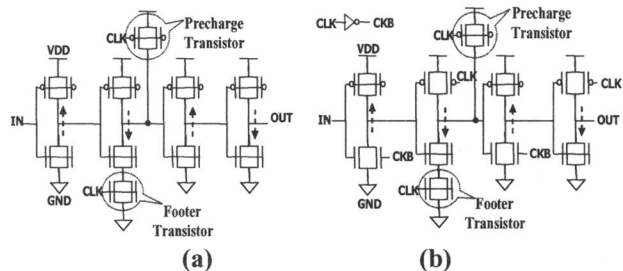 Precharge
Transistor
CLK
VDD
IN
OUT
GND
CLK
Footer
Transistor
(a)
CLK
CKB
Precharge
Transistor
CLK
VDD
CLK
CLK
IN
OUT
CKB
CKB
GND
CLK
Footer
Transistor
(b)